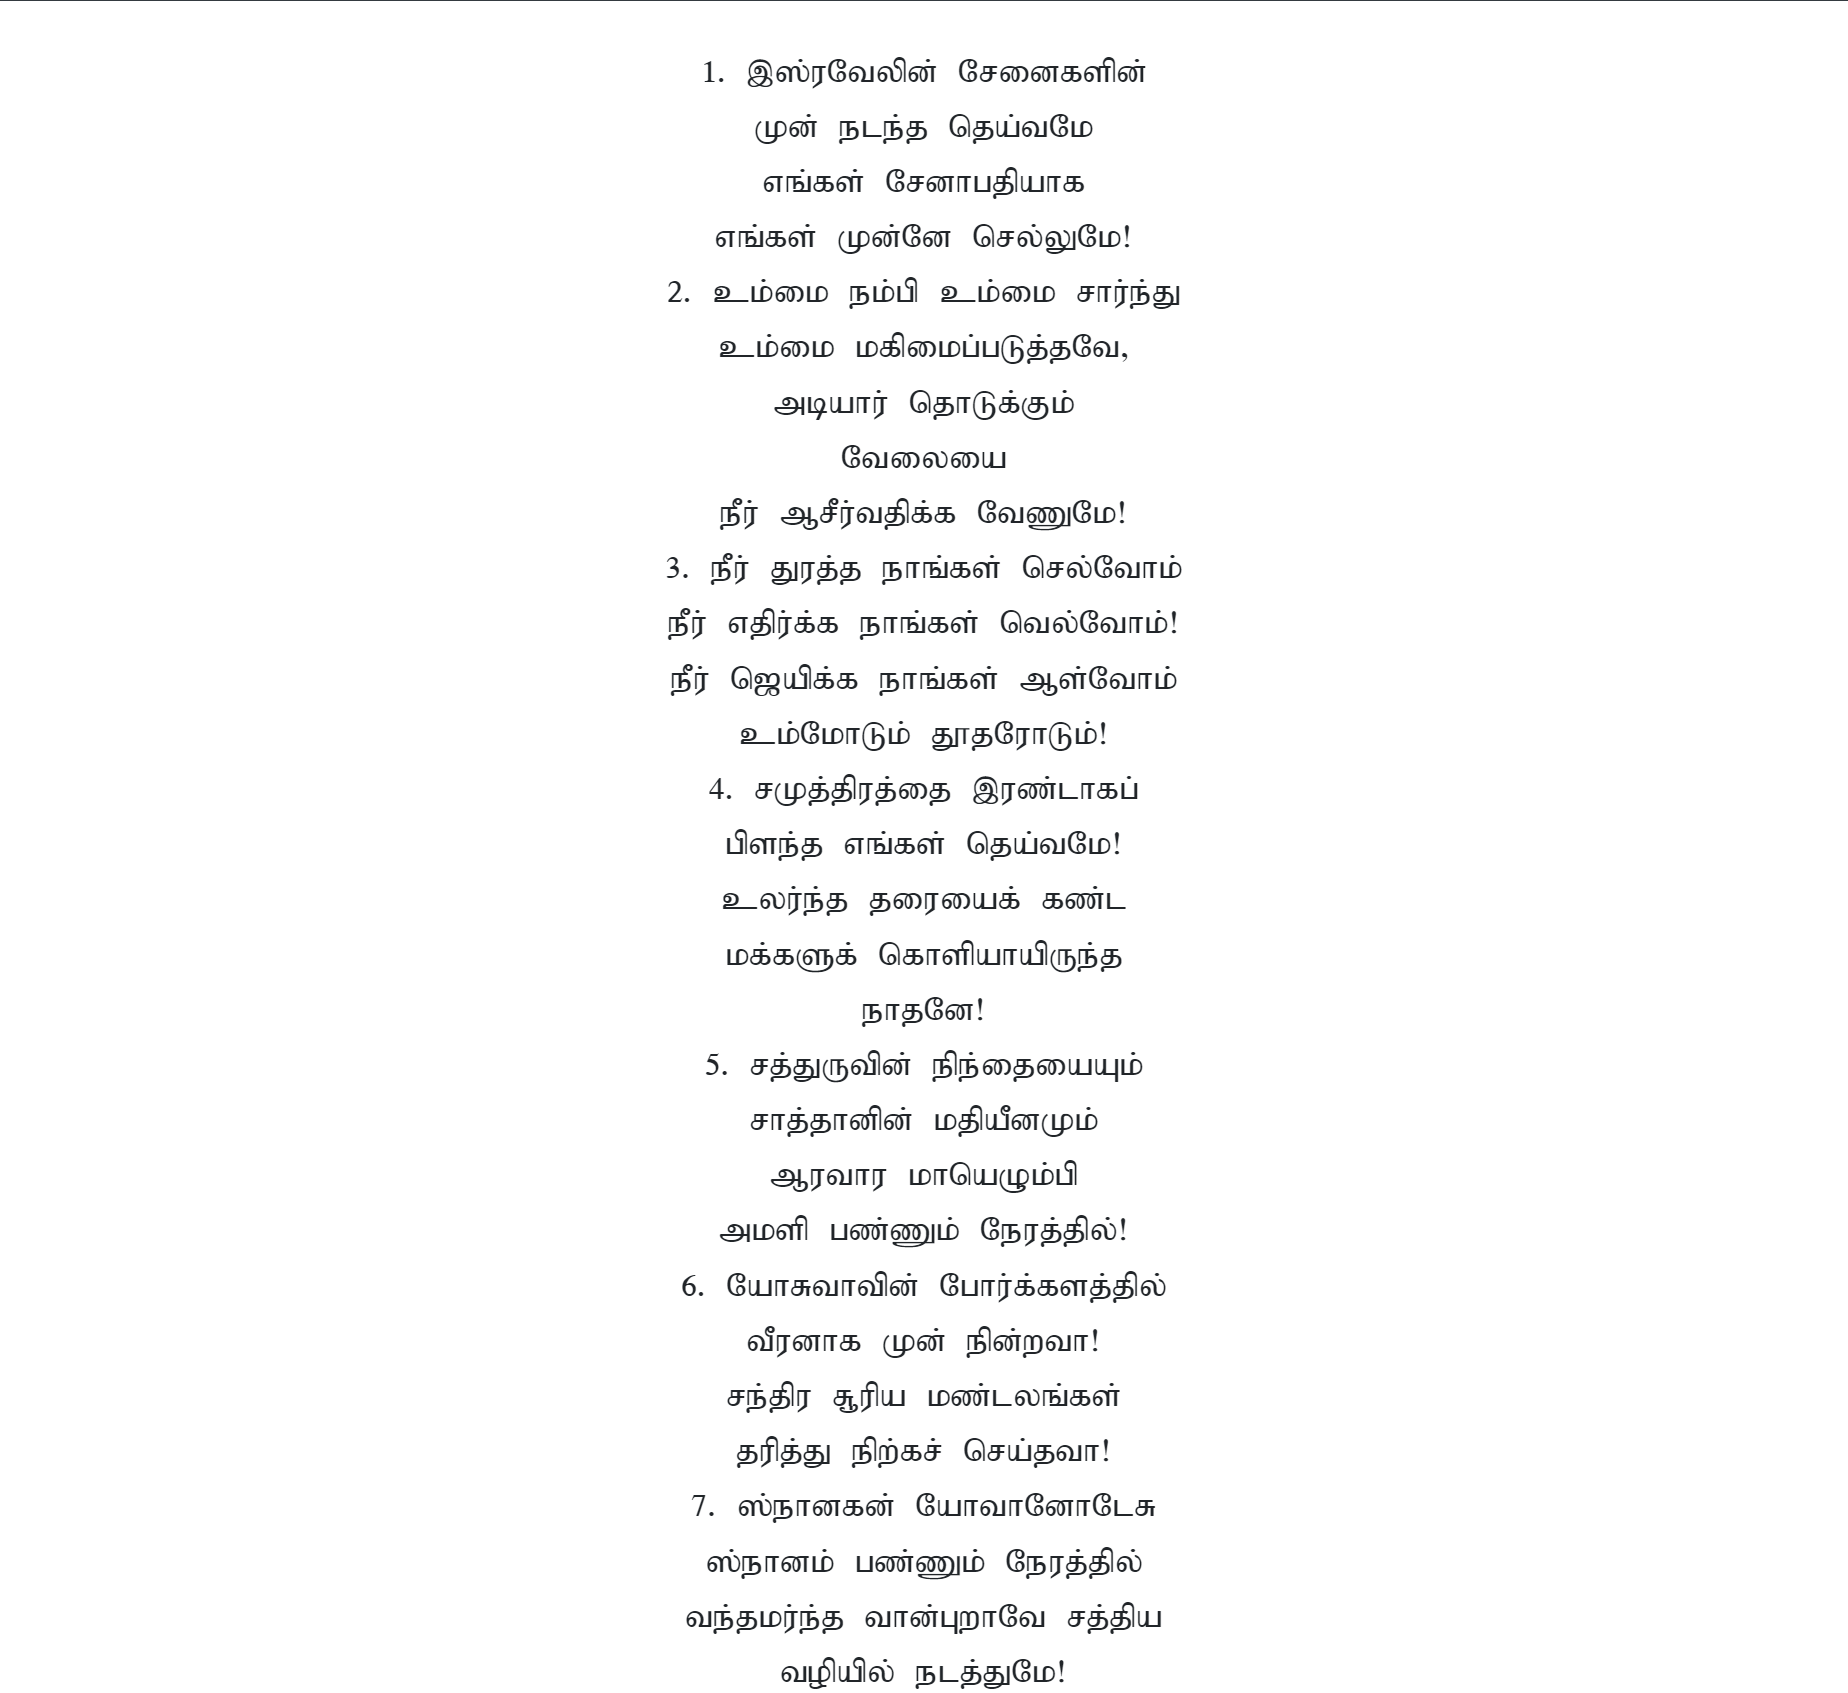 1. இஸ்ரவேலின் சேனைகளின்
முன் நடந்த தெய்வமே
எங்கள் சேனாபதியாக
எங்கள் முன்னே செல்லுமே!
2. உம்மை நம்பி உம்மை சார்ந்து
உம்மை மகிமைப்படுத்தவே,
அடியார் தொடுக்கும்
வேலையை
நீர் ஆசீர்வதிக்க வேணுமே!
3. நீர் துரத்த நாங்கள் செல்வோம்
நீர் எதிர்க்க நாங்கள் வெல்வோம்!
நீர் ஜெயிக்க நாங்கள் ஆள்வோம்
உம்மோடும் தூதரோடும்!
4. சமுத்திரத்தை இரண்டாகப்
பிளந்த எங்கள் தெய்வமே!
உலர்ந்த தரையைக் கண்ட
மக்களுக் கொளியாயிருந்த
நாதனே!
5. சத்துருவின் நிந்தையையும்
சாத்தானின் மதியீனமும்
ஆரவார மாயெழும்பி
அமளி பண்ணும் நேரத்தில்!
6. யோசுவாவின் போர்க்களத்தில்
வீரனாக முன் நின்றவா!
சந்திர சூரிய மண்டலங்கள்
தரித்து நிற்கச் செய்தவா!
7. ஸ்நானகன் யோவானோடேசு
ஸ்நானம் பண்ணும் நேரத்தில்
வந்தமர்ந்த வான்புறாவே சத்திய
வழியில் நடத்துமே!